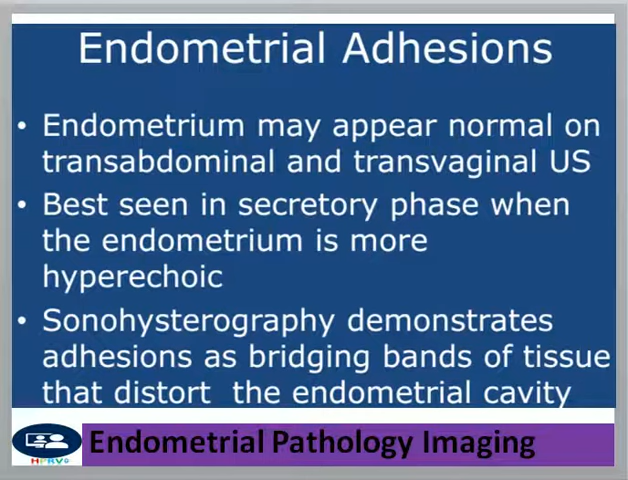 Endometrial Adhesions
• Endometrium may appear normal on
transabdominal and transvaginal US
• Best seen in secretory phase when
the endometrium is more
hyperechoic
• Sonohysterography demonstrates
adhesions as bridging bands of tissue
that distort the endometrial cavity
Endometrial Pathology Imaging